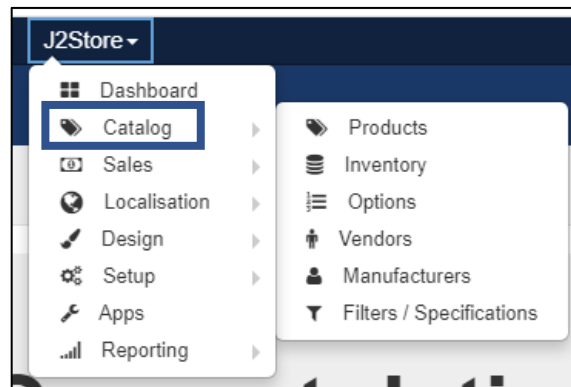 J2Store
Dashboard
Catalog
Sales
Localisation
Design
Setup
Apps
Reporting
Products
Inventory
Options
Vendors
Manufacturers
Filters / Specifications